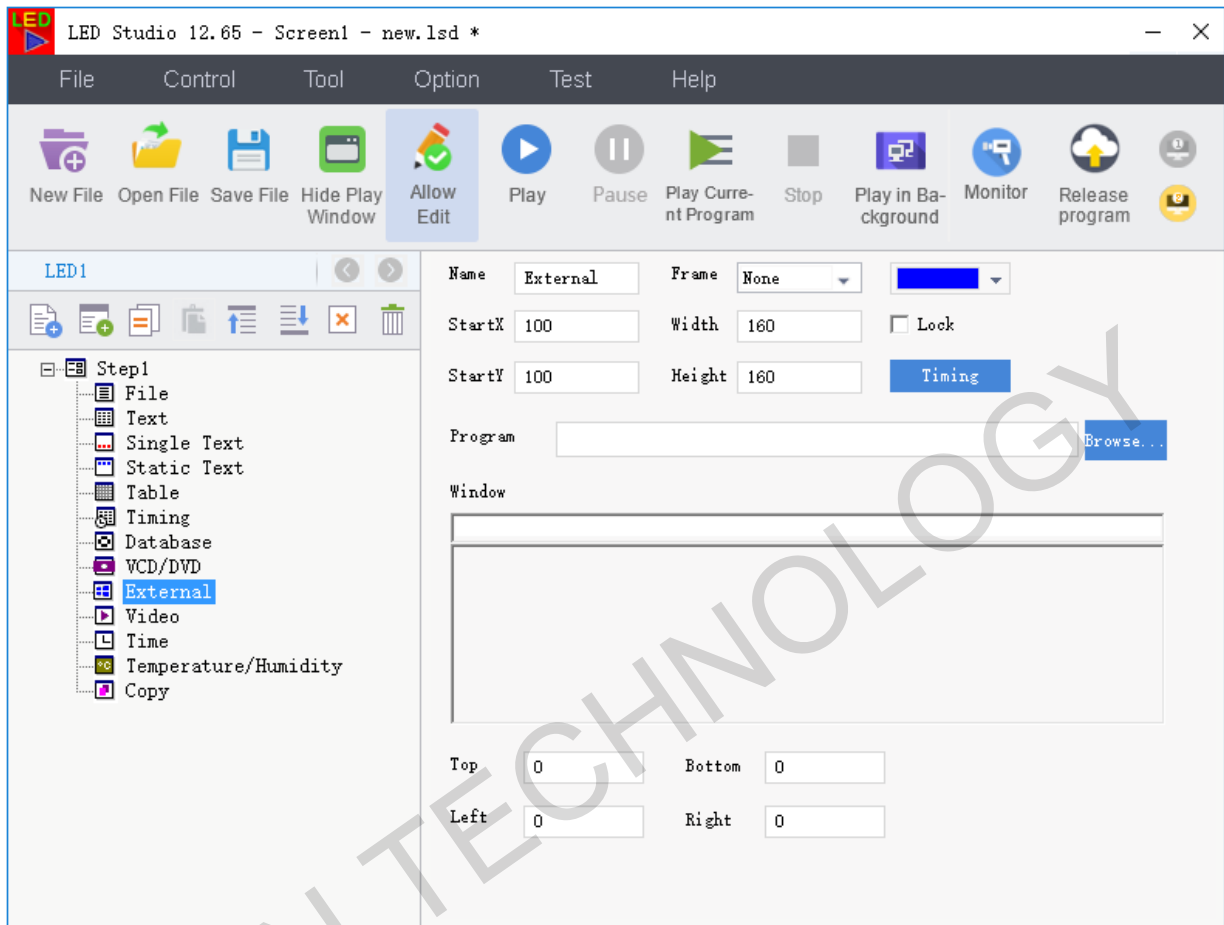 LED
LED Studio 12.65 - Screen1 - new.lsd *
File Control Tool Option Test Help
New File Open File Save File Hide Play Window Allow Edit Play Pause Play Curre-nt Program Stop Play in Ba-ckground Monitor Release program
LED1
Step1
File
Text
Single Text
Static Text
Table
Timing
Database
VCD/DVD
External
Video
Time
Temperature/Humidity
Copy
Name External Frame None
StartX 100 Width 160 Lock
StartY 100 Height 160 Timing
Program Browse...
Window
Top 0 Bottom 0
Left 0 Right 0
TECHNOLOGY